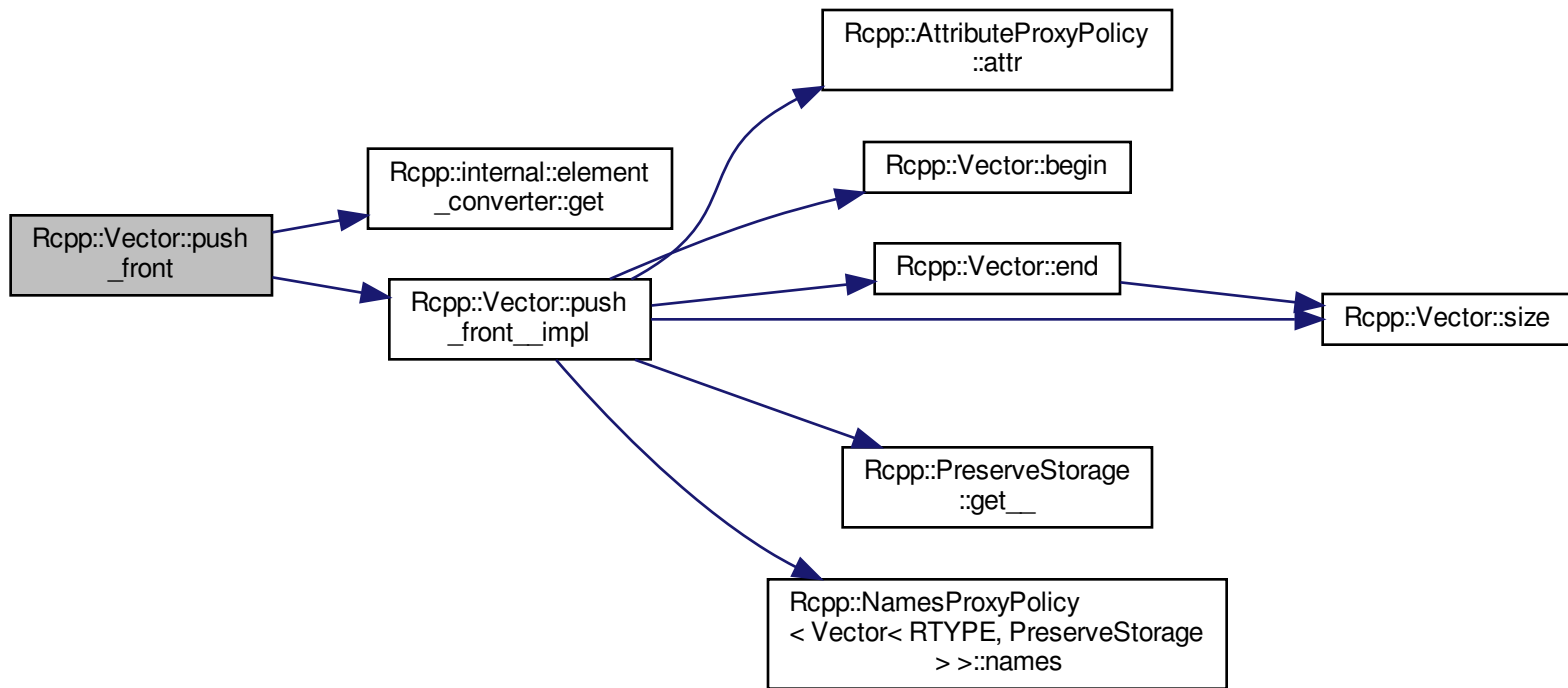 Rcpp::AttributeProxyPolicy
::attr
Rcpp::Vector::begin
Rcpp::internal::element
_converter::get
Rcpp::Vector::push
_front
Rcpp::Vector::end
Rcpp::Vector::push
_front__impl
Rcpp::Vector::size
Rcpp::PreserveStorage
::get__
Rcpp::NamesProxyPolicy
< Vector< RTYPE, PreserveStorage
> >::names